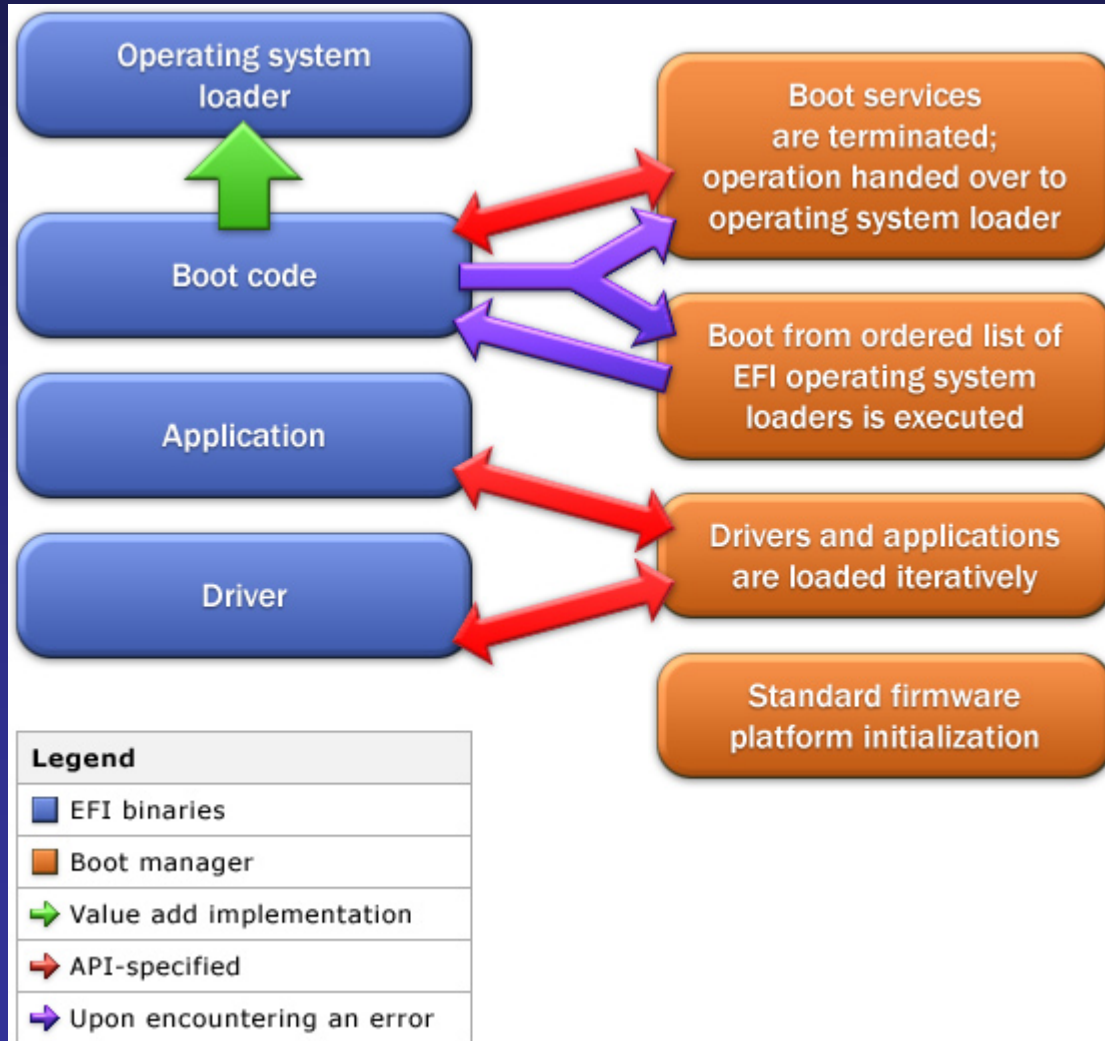 Operating system
loader
Boot code
Application
Driver
Boot services
are terminated;
operation handed over to
operating system loader
Boot from ordered list of
EFI operating system
loaders is executed
Drivers and applications
are loaded iteratively
Standard firmware
platform initialization
Legend
EFI binaries
Boot manager
Value add implementation
API-specified
Upon encountering an error